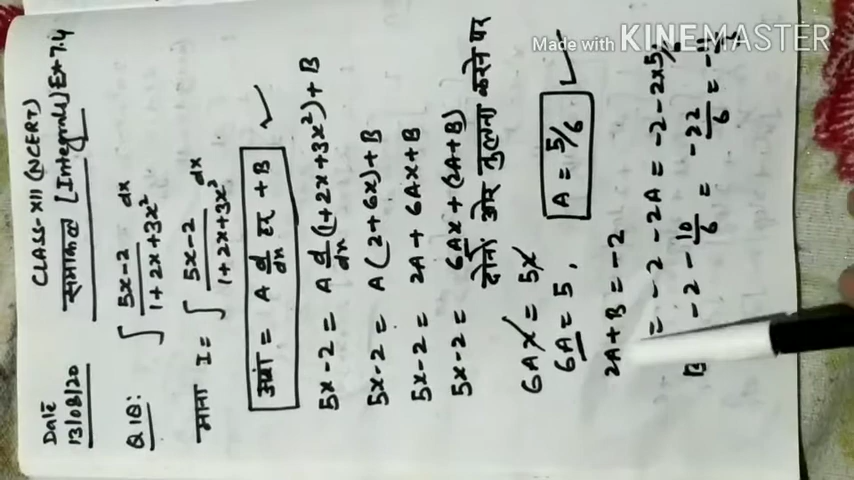 Made with KINEMASTER
CLASS-XII (NCERT)
Date 13/08/20 समाकलन [Integrals] Ex 7.4
Q18: ∫ 5x-2 / 1+2x+3x² dx
माना I = ∫ 5x-2 / 1+2x+3x² dx
अंश = A d/dx हर + B ✓
5x-2 = A d/dx (1+2x+3x²) + B
5x-2 = A(2+6x) + B
5x-2 = 2A + 6Ax + B
5x-2 = 6Ax + (2A+B)
दोनों ओर तुलना करने पर
6Ax = 5x
6A = 5, A = 5/6 ✓
2A+B = -2
= -2 - 2A = -2 - 2×5/6
B -2 - 10/6 = -22/6 = -11/3